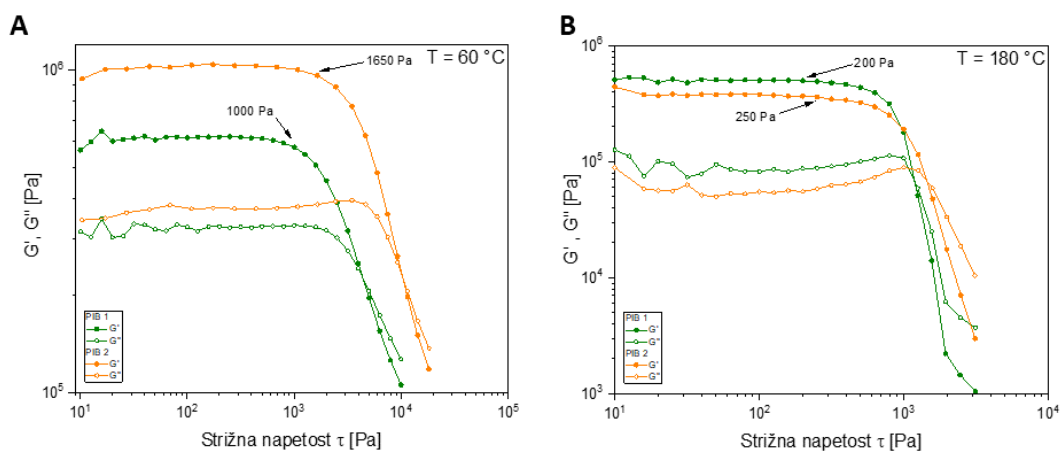 A
T = 60 °C
10⁶
1650 Pa
1000 Pa
G', G'' [Pa]
PIB 1
G'
G''
PIB 2
G'
G''
10⁵
10¹ 10² 10³ 10⁴ 10⁵
Strižna napetost τ [Pa]
B
T = 180 °C
10⁶
200 Pa
250 Pa
10⁵
G', G'' [Pa]
10⁴
PIB 1
G'
G''
PIB 2
G'
G''
10³
10¹ 10² 10³ 10⁴
Strižna napetost τ [Pa]